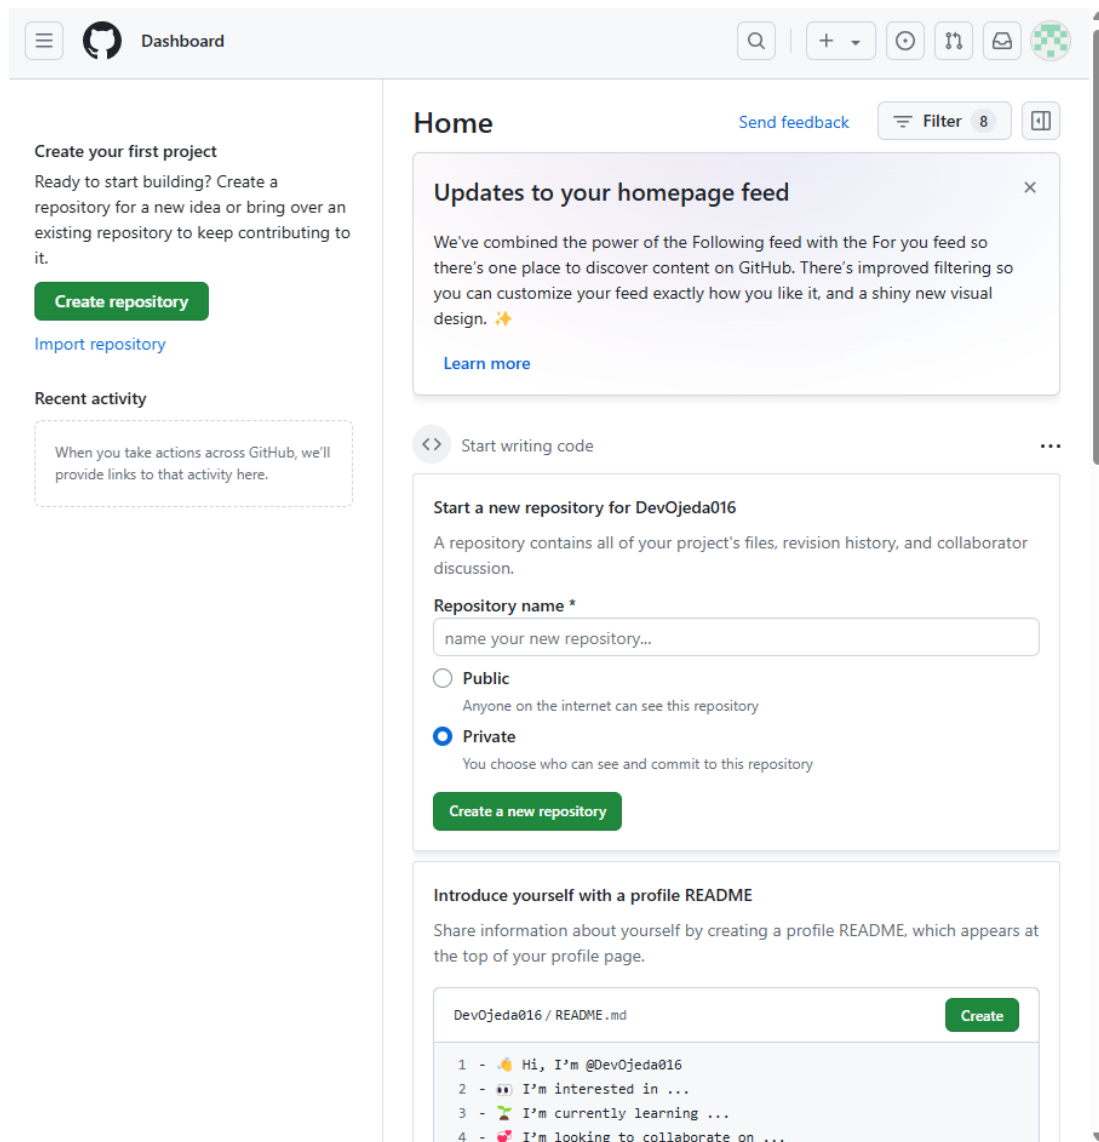 Dashboard
Create your first project
Ready to start building? Create a
repository for a new idea or bring over an
existing repository to keep contributing to
it.
Create repository
Import repository
Recent activity
When you take actions across GitHub, we'll
provide links to that activity here.
Home
Send feedback
Filter 8
Updates to your homepage feed
We've combined the power of the Following feed with the For you feed so
there's one place to discover content on GitHub. There's improved filtering so
you can customize your feed exactly how you like it, and a shiny new visual
design. ✨
Learn more
Start writing code
Start a new repository for DevOjeda016
A repository contains all of your project's files, revision history, and collaborator
discussion.
Repository name *
name your new repository...
Public
Anyone on the internet can see this repository
Private
You choose who can see and commit to this repository
Create a new repository
Introduce yourself with a profile README
Share information about yourself by creating a profile README, which appears at
the top of your profile page.
DevOjeda016 / README.md
Create
1 - 👋 Hi, I'm @DevOjeda016
2 - 👀 I'm interested in ...
3 - 🌱 I'm currently learning ...
4 - 💞️ I'm looking to collaborate on ...